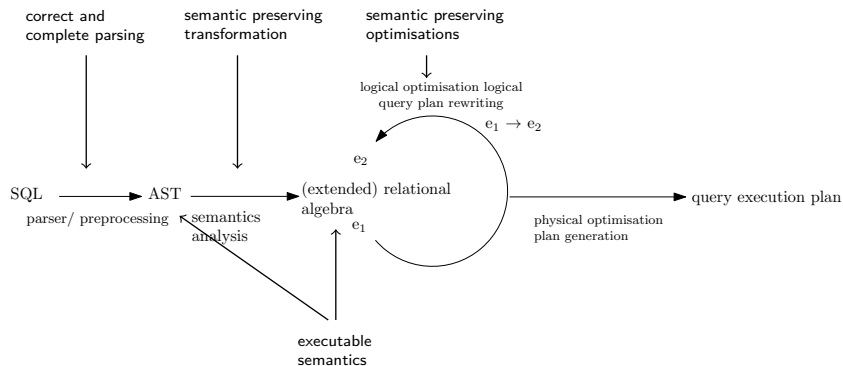 correct and
complete parsing
semantic preserving
transformation
semantic preserving
optimisations
logical optimisation logical
query plan rewriting
e₁ → e₂
e₂
SQL
AST
(extended) relational
algebra
query execution plan
parser/ preprocessing
semantics
analysis
e₁
physical optimisation
plan generation
executable
semantics